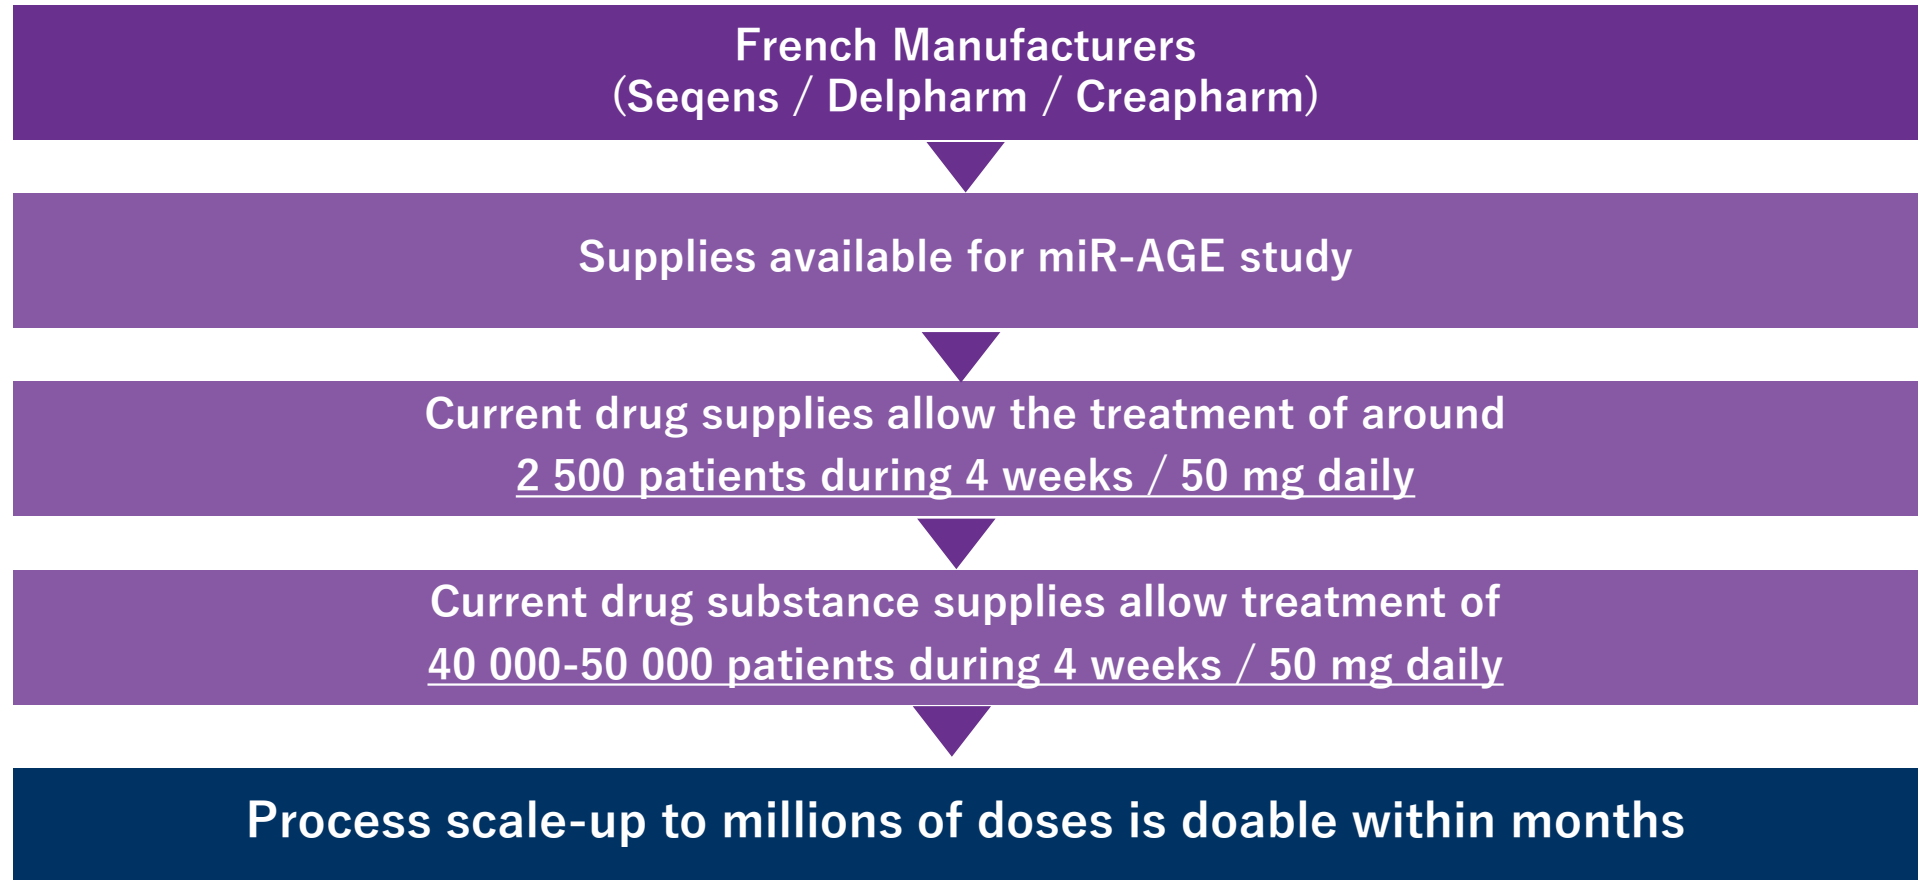 French Manufacturers
(Seqens / Delpharm / Creapharm)
Supplies available for miR-AGE study
Current drug supplies allow the treatment of around
2 500 patients during 4 weeks / 50 mg daily
Current drug substance supplies allow treatment of
40 000-50 000 patients during 4 weeks / 50 mg daily
Process scale-up to millions of doses is doable within months